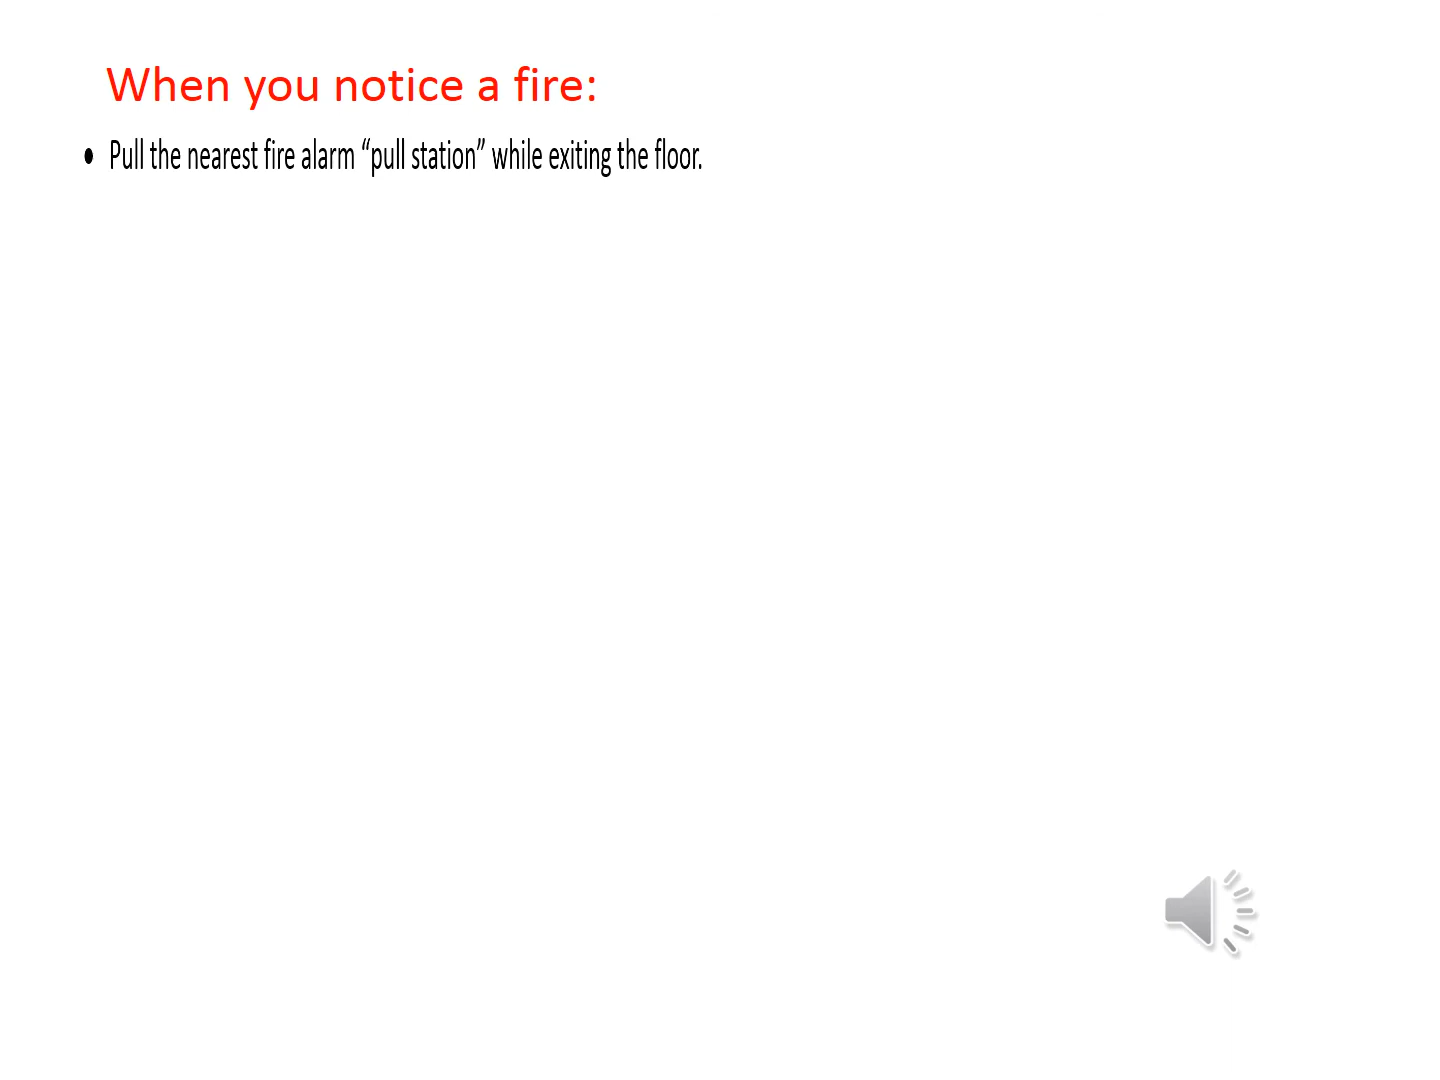 When you notice a fire:
• Pull the nearest fire alarm “pull station” while exiting the floor.